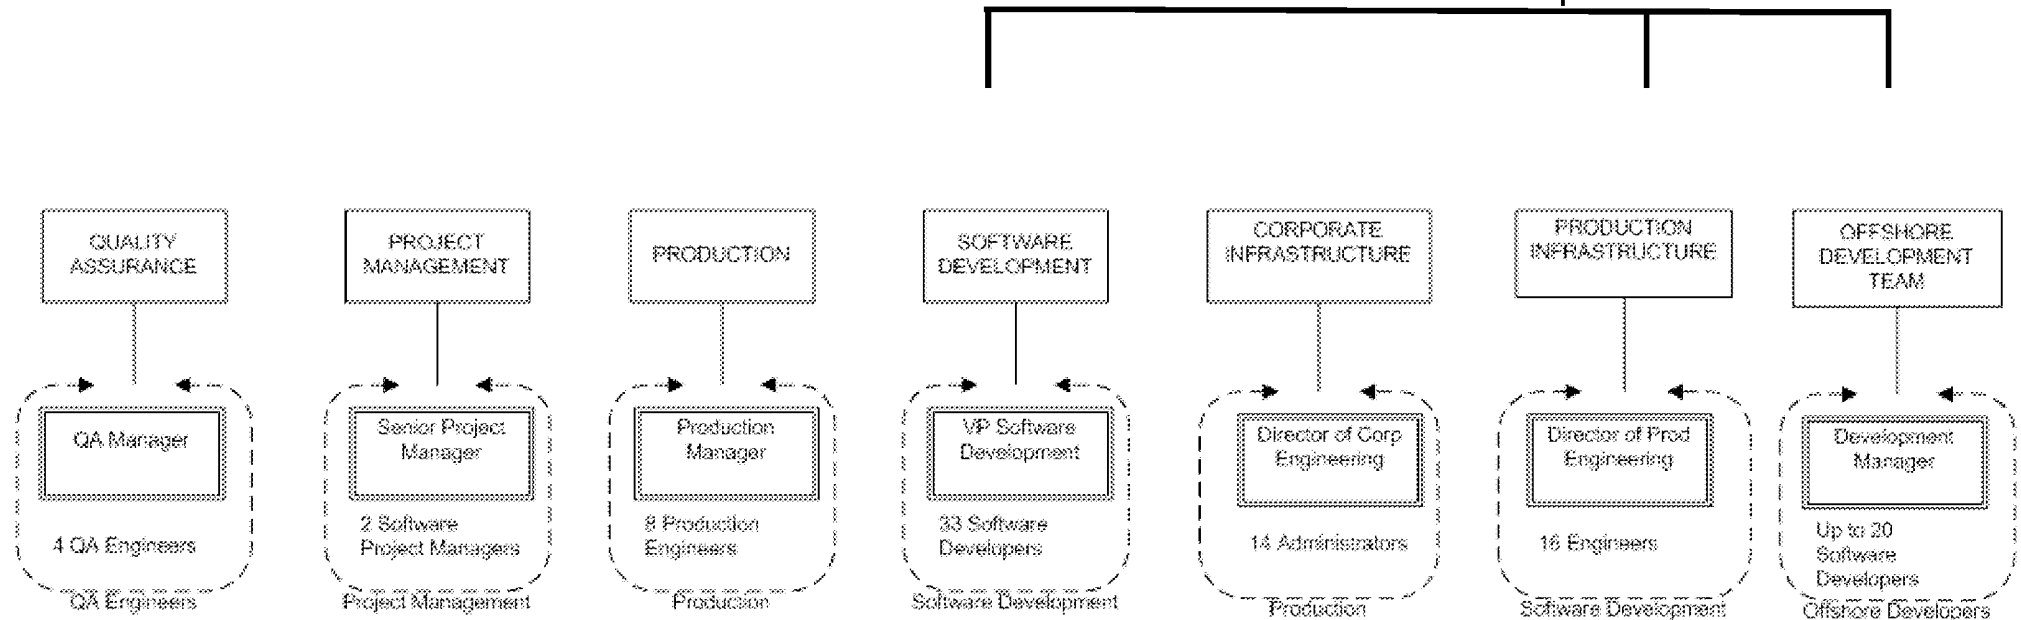 QUALITY
ASSURANCE
PROJECT
MANAGEMENT
PRODUCTION
SOFTWARE
DEVELOPMENT
CORPORATE
INFRASTRUCTURE
PRODUCTION
INFRASTRUCTURE
OFFSHORE
DEVELOPMENT
TEAM
QA Manager
Senior Project
Manager
Production
Manager
VP Software
Development
Director of Corp
Engineering
Director of Prod
Engineering
Development
Manager
4 QA Engineers
2 Software
Project Managers
8 Production
Engineers
33 Software
Developers
14 Administrators
16 Engineers
Up to 20
Software
Developers
QA Engineers
Project Management
Production
Software Development
Production
Software Development
Offshore Developers